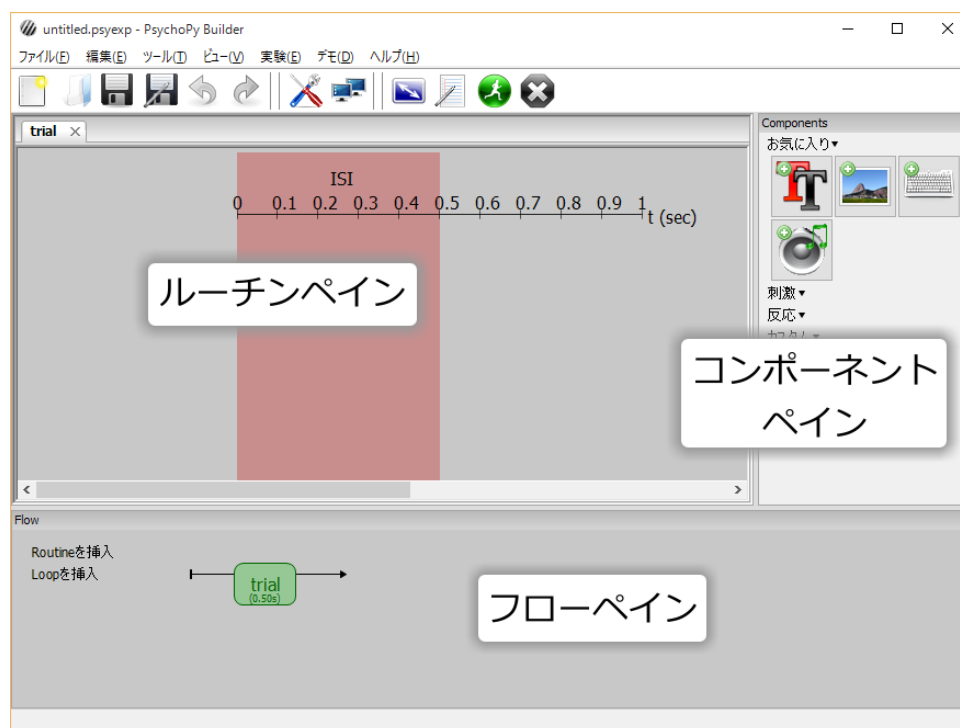 untitled.psyexp - PsychoPy Builder
ファイル(F) 編集(E) ツール(T) ビュー(V) 実験(E) デモ(D) ヘルプ(H)
trial
ISI
0 0.1 0.2 0.3 0.4 0.5 0.6 0.7 0.8 0.9 1
t (sec)
ルーチンペイン
Components
お気に入り
刺激
反応
カスタム
コンポーネント
ペイン
Flow
Routineを挿入
Loopを挿入
trial
(0.50s)
フローペイン